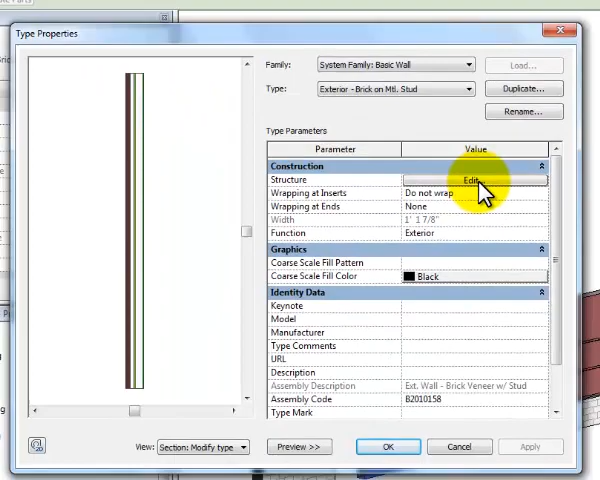 Type Properties
Family:
System Family: Basic Wall
Load...
Type:
Exterior - Brick on Mtl. Stud
Duplicate...
Rename...
Type Parameters
Parameter
Value
Construction
Structure
Edit...
Wrapping at Inserts
Do not wrap
Wrapping at Ends
None
Width
1' 1 7/8"
Function
Exterior
Graphics
Coarse Scale Fill Pattern
Coarse Scale Fill Color
Black
Identity Data
Keynote
Model
Manufacturer
Type Comments
URL
Description
Assembly Description
Ext. Wall - Brick Veneer w/ Stud
Assembly Code
B2010158
Type Mark
View:
Section: Modify type
Preview >>
OK
Cancel
Apply